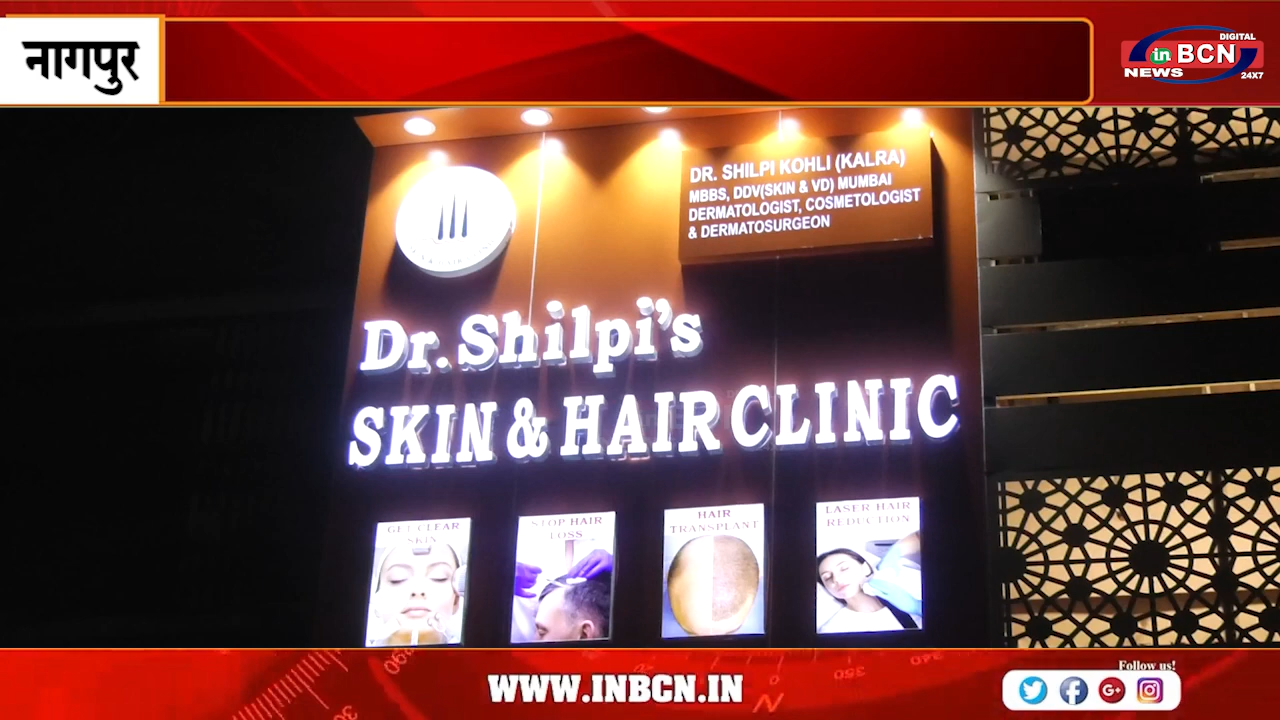 नागपुर
DIGITAL
in BCN
NEWS
24X7
DR. SHILPI KOHLI (KALRA)
MBBS, DDV(SKIN & VD) MUMBAI
DERMATOLOGIST, COSMETOLOGIST
& DERMATOSURGEON
Dr. Shilpi's
SKIN & HAIR CLINIC
GET CLEAR
SKIN
STOP HAIR
LOSS
HAIR
TRANSPLANT
LASER HAIR
REDUCTION
WWW.INBCN.IN
Follow us!